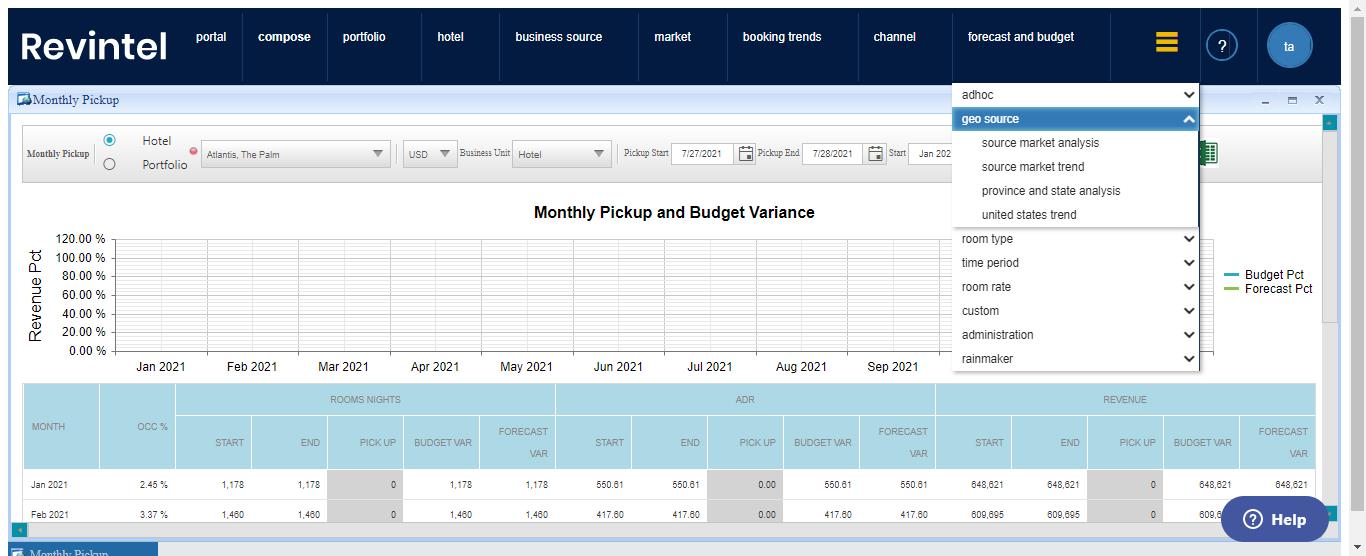 Revintel
portal compose portfolio hotel business source market booking trends channel forecast and budget ? ta
Monthly Pickup
adhoc
geo source
source market analysis
source market trend
province and state analysis
united states trend
room type
time period
room rate
custom
administration
rainmaker
Monthly Pickup Hotel Portfolio Atlantis, The Palm USD Business Unit Hotel Pickup Start 7/27/2021 Pickup End 7/28/2021 Start Jan 202
Monthly Pickup and Budget Variance
Revenue Pct
120.00 %
100.00 %
80.00 %
60.00 %
40.00 %
20.00 %
0.00 %
Jan 2021 Feb 2021 Mar 2021 Apr 2021 May 2021 Jun 2021 Jul 2021 Aug 2021 Sep 2021
Budget Pct
Forecast Pct
ROOMS NIGHTS ADR REVENUE
MONTH OCC % START END PICK UP BUDGET VAR FORECAST VAR START END PICK UP BUDGET VAR FORECAST VAR START END PICK UP BUDGET VAR FORECAST VAR
Jan 2021 2.45 % 1,178 1,178 0 1,178 1,178 550.61 550.61 0.00 550.61 550.61 648,621 648,621 0 648,621 648,621
Feb 2021 3.37 % 1,460 1,460 0 1,460 1,460 417.60 417.60 0.00 417.60 417.60 609,695 609,695 0 609,6
? Help
Monthly Pickup